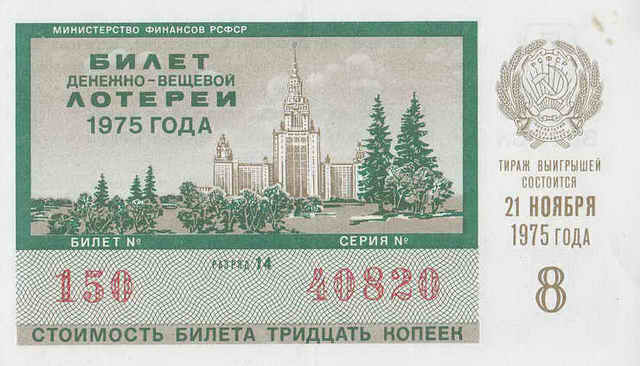 МИНИСТЕРСТВО ФИНАНСОВ РСФСР
БИЛЕТ
ДЕНЕЖНО-ВЕЩЕВОЙ
ЛОТЕРЕИ
1975 ГОДА
РСФСР
ТИРАЖ ВЫИГРЫШЕЙ
СОСТОИТСЯ
21 НОЯБРЯ
1975 ГОДА
8
БИЛЕТ № СЕРИЯ №
РАЗРЯД 14
150 40820
СТОИМОСТЬ БИЛЕТА ТРИДЦАТЬ КОПЕЕК